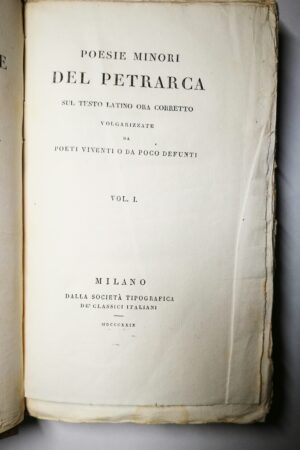 POESIE MINORI
DEL PETRARCA
SUL TESTO LATINO ORA CORRETTO
VOLGARIZZATE
DA
POETI VIVENTI O DA POCO DEFUNTI
VOL. I.
MILANO
DALLA SOCIETÀ TIPOGRAFICA
DE' CLASSICI ITALIANI
MDCCCXXIX